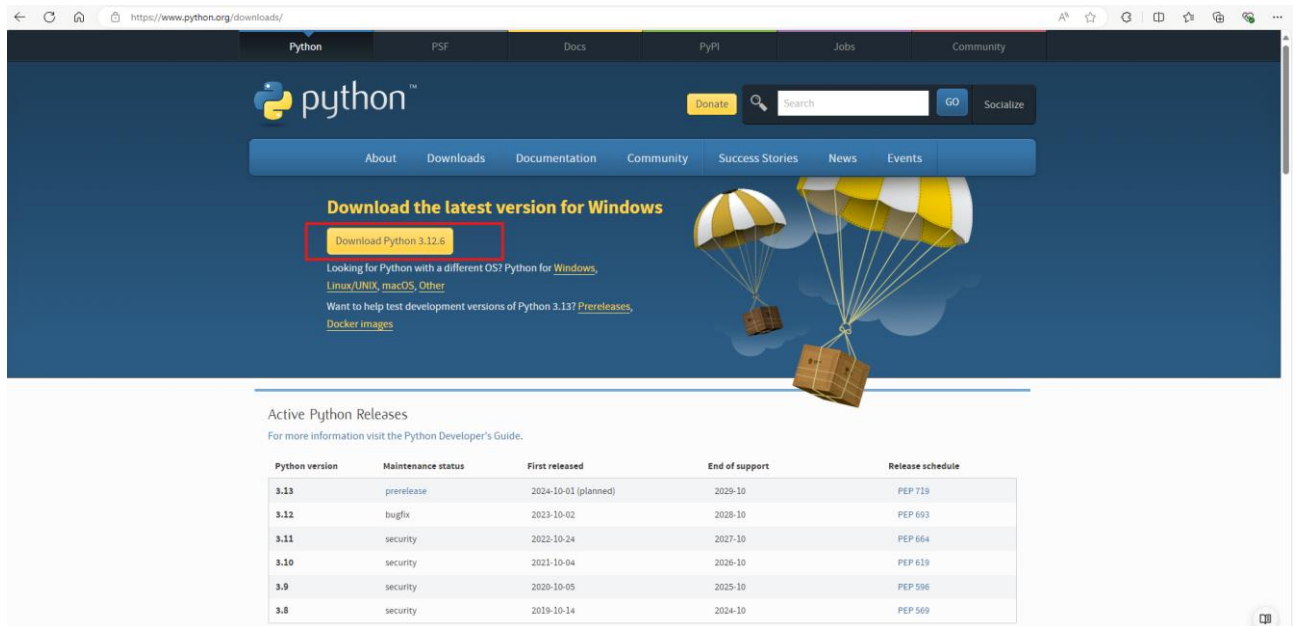 https://www.python.org/downloads/
Python PSF Docs PyPI Jobs Community
python™
Donate Search GO Socialize
About Downloads Documentation Community Success Stories News Events
Download the latest version for Windows
Download Python 3.12.6
Looking for Python with a different OS? Python for Windows,
Linux/UNIX, macOS, Other
Want to help test development versions of Python 3.13? Prereleases,
Docker images
Active Python Releases
For more information visit the Python Developer's Guide.
Python version Maintenance status First released End of support Release schedule
3.13 prerelease 2024-10-01 (planned) 2029-10 PEP 719
3.12 bugfix 2023-10-02 2028-10 PEP 693
3.11 security 2022-10-24 2027-10 PEP 664
3.10 security 2021-10-04 2026-10 PEP 619
3.9 security 2020-10-05 2025-10 PEP 596
3.8 security 2019-10-14 2024-10 PEP 569